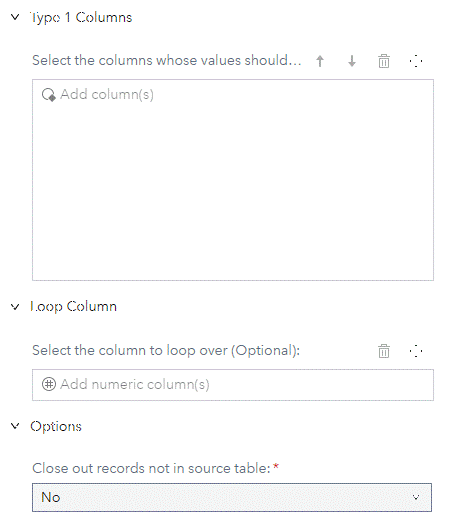 Type 1 Columns
Select the columns whose values should...
Add column(s)
Loop Column
Select the column to loop over (Optional):
Add numeric column(s)
Options
Close out records not in source table: *
No